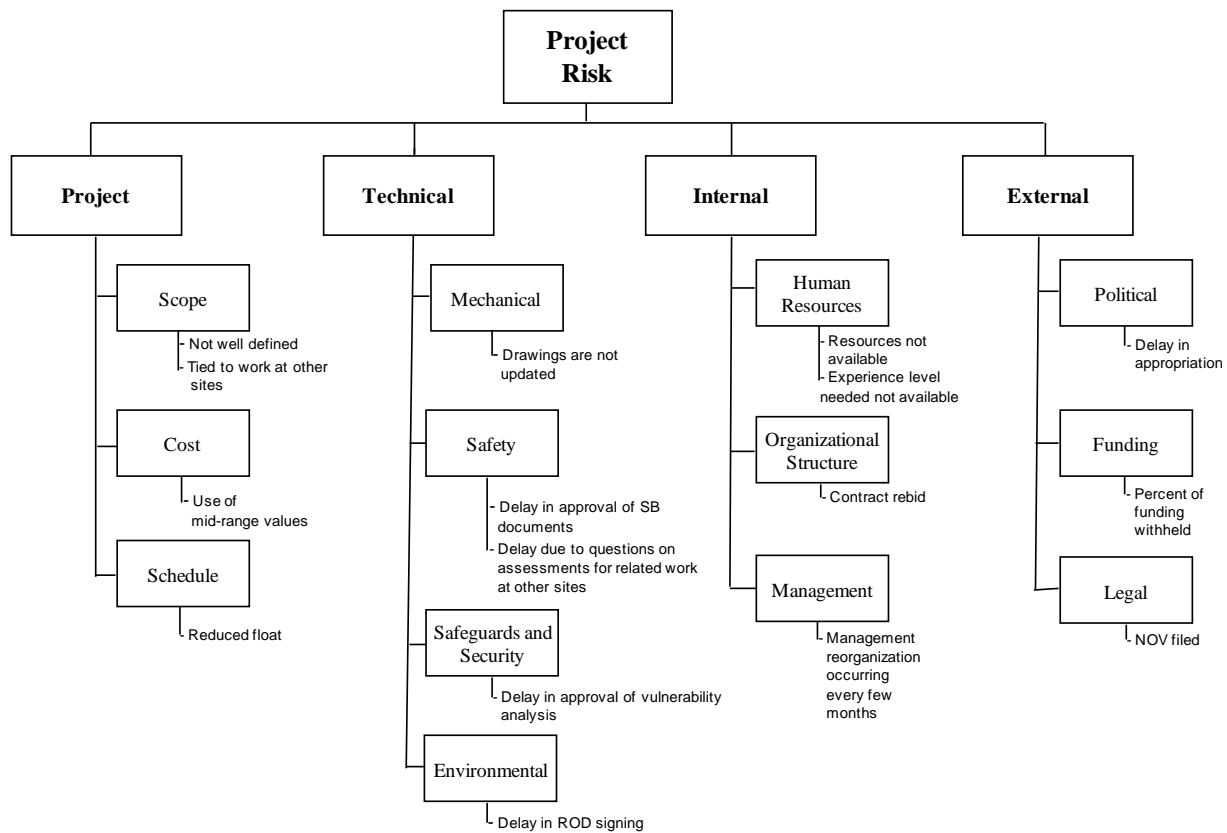 Project
Risk
Project
Technical
Internal
External
Scope
- Not well defined
- Tied to work at other
sites
Cost
- Use of
mid-range values
Schedule
- Reduced float
Mechanical
- Drawings are not
updated
Safety
- Delay in approval of SB
documents
- Delay due to questions on
assessments for related work
at other sites
Safeguards and
Security
- Delay in approval of vulnerability
analysis
Environmental
- Delay in ROD signing
Human
Resources
- Resources not
available
- Experience level
needed not available
Organizational
Structure
- Contract rebid
Management
- Management
reorganization
occurring
every few
months
Political
- Delay in
appropriation
Funding
- Percent of
funding
withheld
Legal
- NOV filed